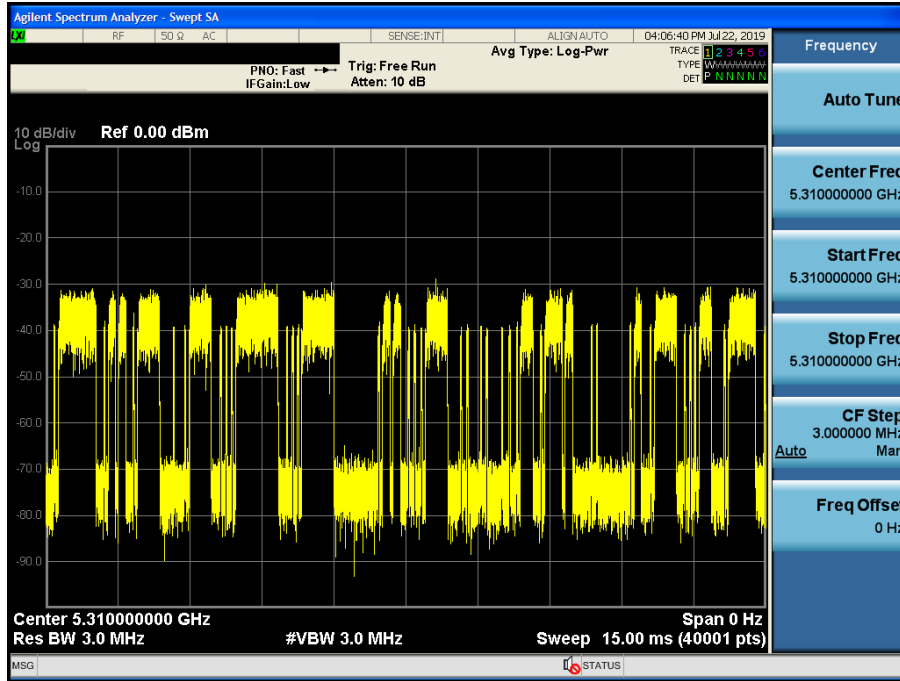 Agilent Spectrum Analyzer - Swept SA
LXI RF 50 Ω AC SENSE:INT ALIGN AUTO 04:06:40 PM Jul 22, 2019
Avg Type: Log-Pwr TRACE 1 2 3 4 5 6
PNO: Fast Trig: Free Run TYPE
IFGain:Low Atten: 10 dB DET P N N N N N
Frequency
Auto Tune
10 dB/div Ref 0.00 dBm
Log
-10.0
-20.0
-30.0
-40.0
-50.0
-60.0
-70.0
-80.0
-90.0
Center Freq
5.310000000 GHz
Start Freq
5.310000000 GHz
Stop Freq
5.310000000 GHz
CF Step
3.000000 MHz
Auto Man
Freq Offset
0 Hz
Center 5.310000000 GHz Span 0 Hz
Res BW 3.0 MHz #VBW 3.0 MHz Sweep 15.00 ms (40001 pts)
MSG STATUS